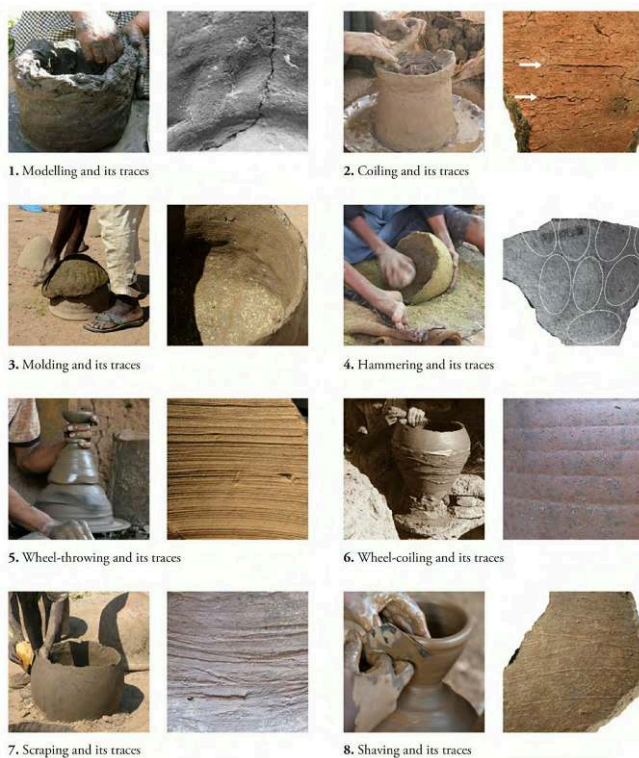 1. Modelling and its traces
2. Coiling and its traces
3. Molding and its traces
4. Hammering and its traces
5. Wheel-throwing and its traces
6. Wheel-coiling and its traces
7. Scraping and its traces
8. Shaving and its traces